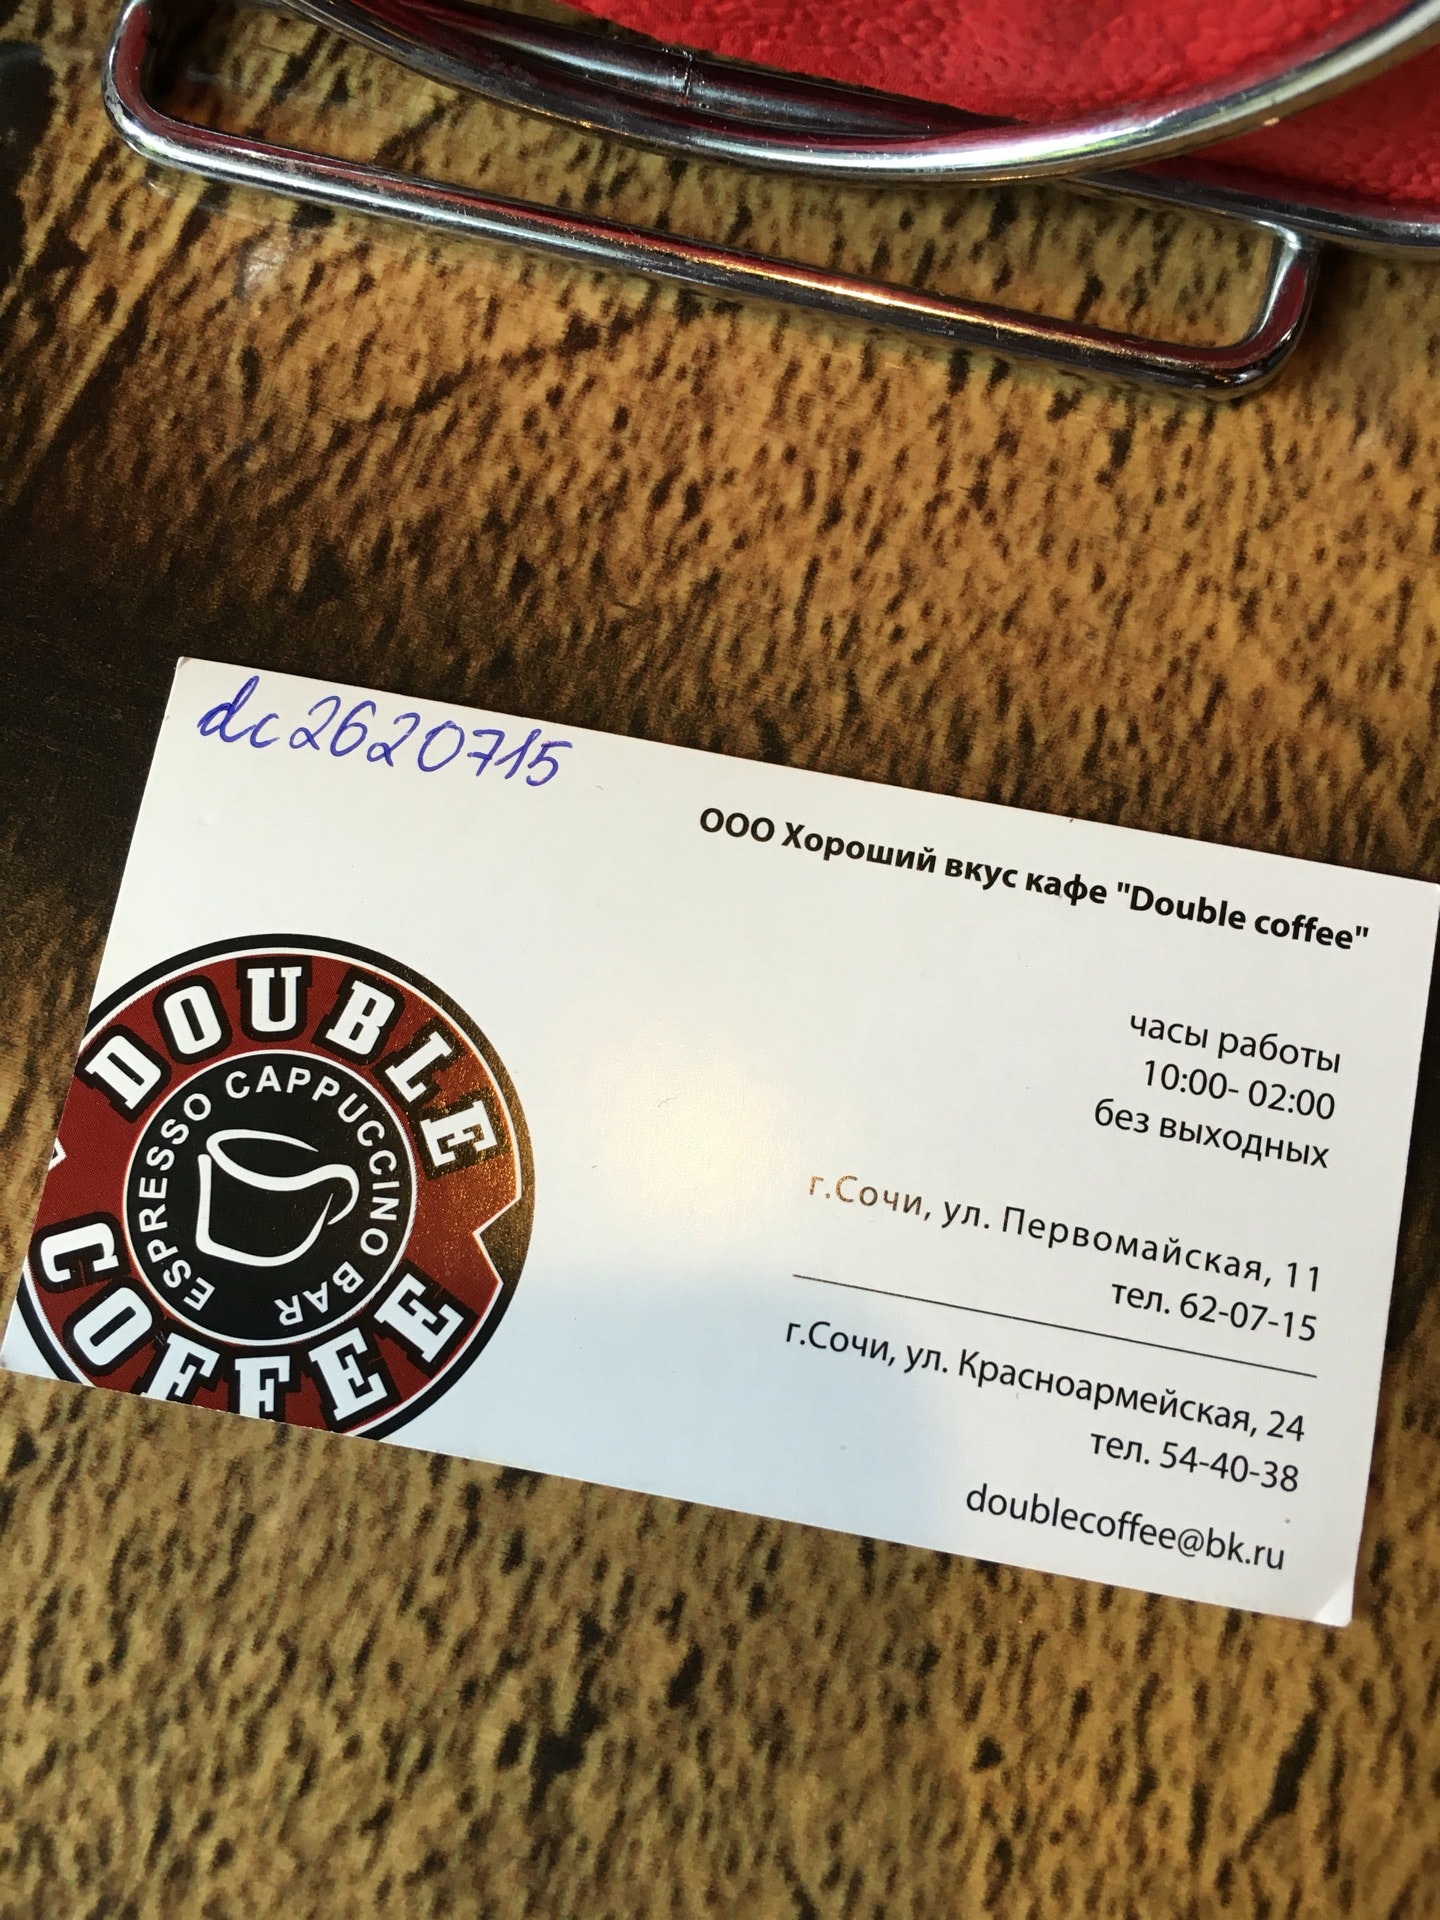 dc2620715
ООО Хороший вкус кафе "Double coffee"
часы работы
10:00- 02:00
без выходных
г.Сочи, ул. Первомайская, 11
тел. 62-07-15
г.Сочи, ул. Красноармейская, 24
тел. 54-40-38
doublecoffee@bk.ru
DOUBLE
COFFEE
ESPRESSO CAPPUCCINO BAR